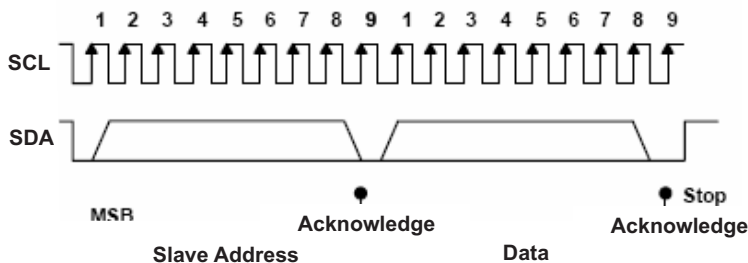 1 2 3 4 5 6 7 8 9 1 2 3 4 5 6 7 8 9
SCL
SDA
Stop
MSB
Acknowledge
Acknowledge
Slave Address
Data